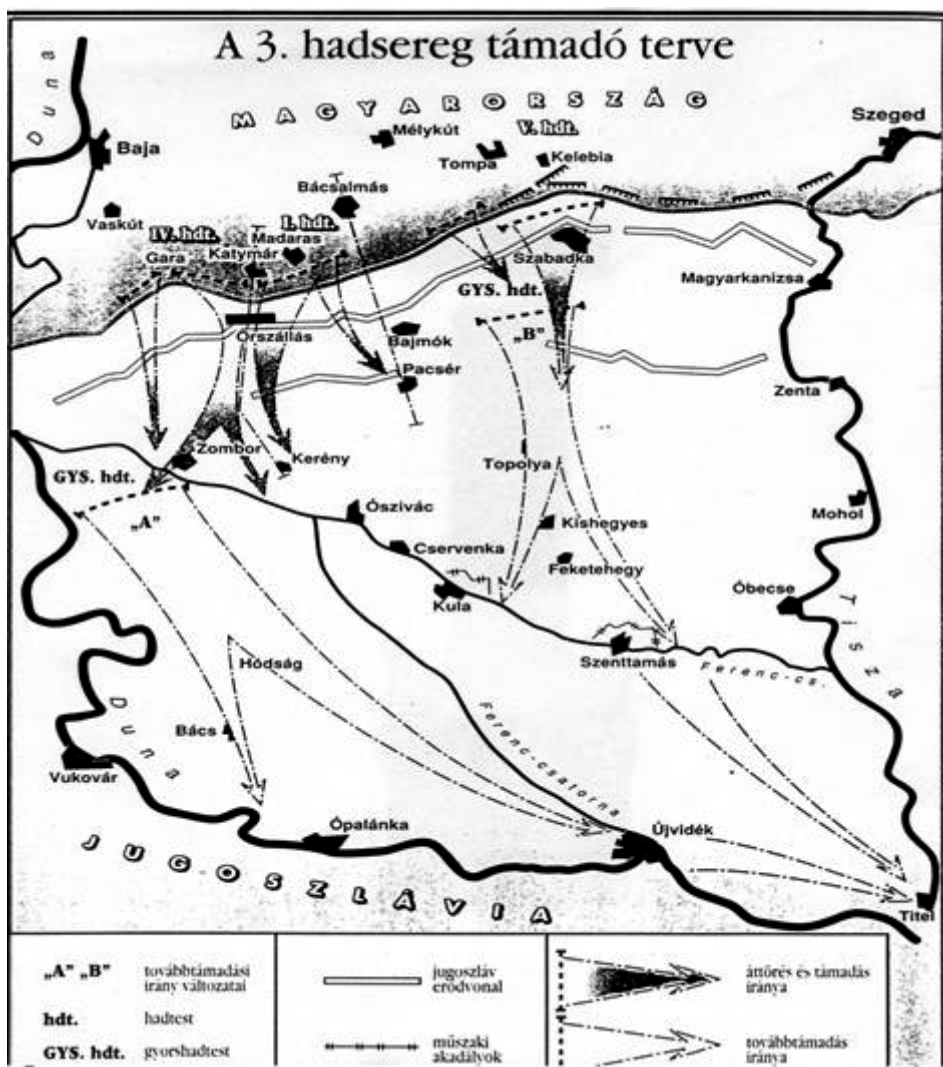 A 3. hadsereg támadó terve
Duna
MAGYARORSZÁG
Szeged
Mélykút
V. hdt.
Baja
Tompa
Kelebia
Bácsalmás
Vaskút
IV. hdt.
I. hdt.
Madaras
Gara
Katymár
Szabadka
Magyarkanizsa
GYS. hdt.
Őrszállás
Bajmók
„B”
Pacsér
Zenta
Zombor
Kerény
Topolya
GYS. hdt.
„A”
Ószivác
Mohol
Kishegyes
Cservenka
Feketehegy
Kula
Óbecse
Tisza
Szenttamás
Ferenc-cs.
Hódság
Duna
Bács
Ferenc-csatorna
Vukovár
Ópalánka
Újvidék
JUGOSZLÁVIA
Titel
„A” „B” továbbtámadási
irány változatai
hdt. hadtest
GYS. hdt. gyorshadtest
jugoszláv
erődvonal
műszaki
akadályok
áttörés és támadás
iránya
továbbtámadás
iránya